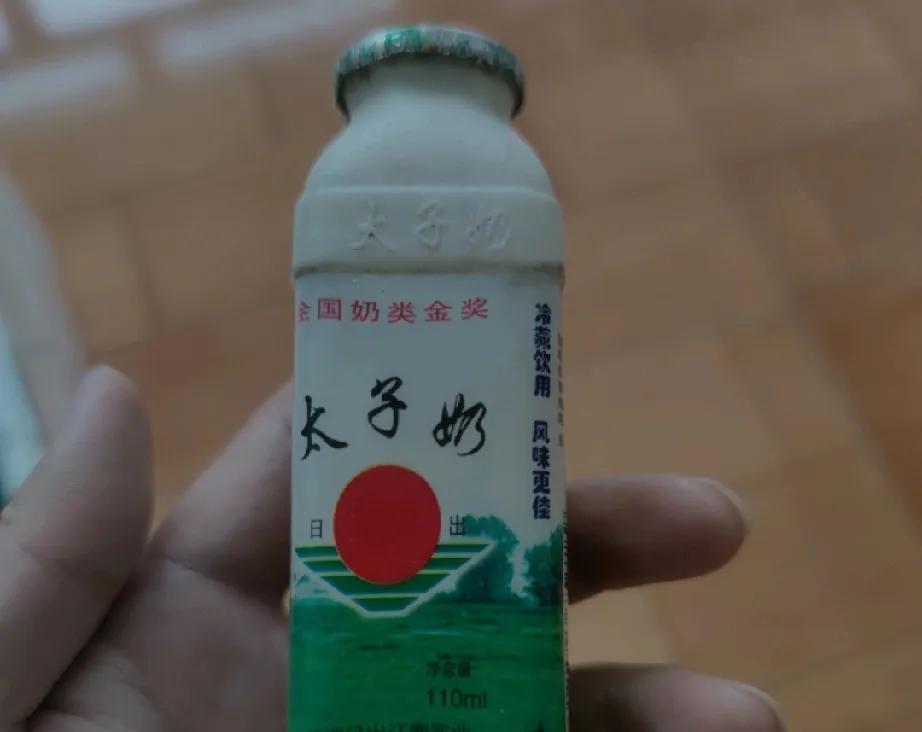 太子奶
全国奶类金奖
太子奶
日出
净含量
110ml
冷藏饮用 风味更佳